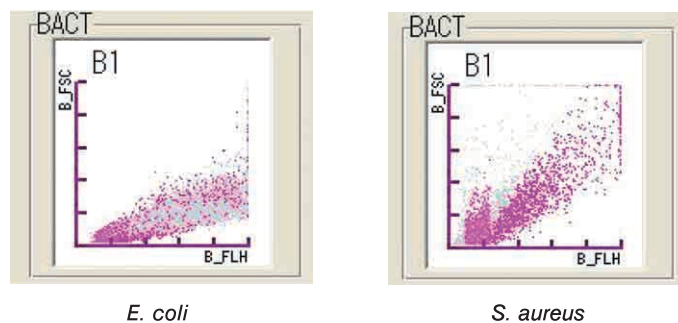 BACT
B1
B_FSC
B_FLH
E. coli
BACT
B1
B_FSC
B_FLH
S. aureus